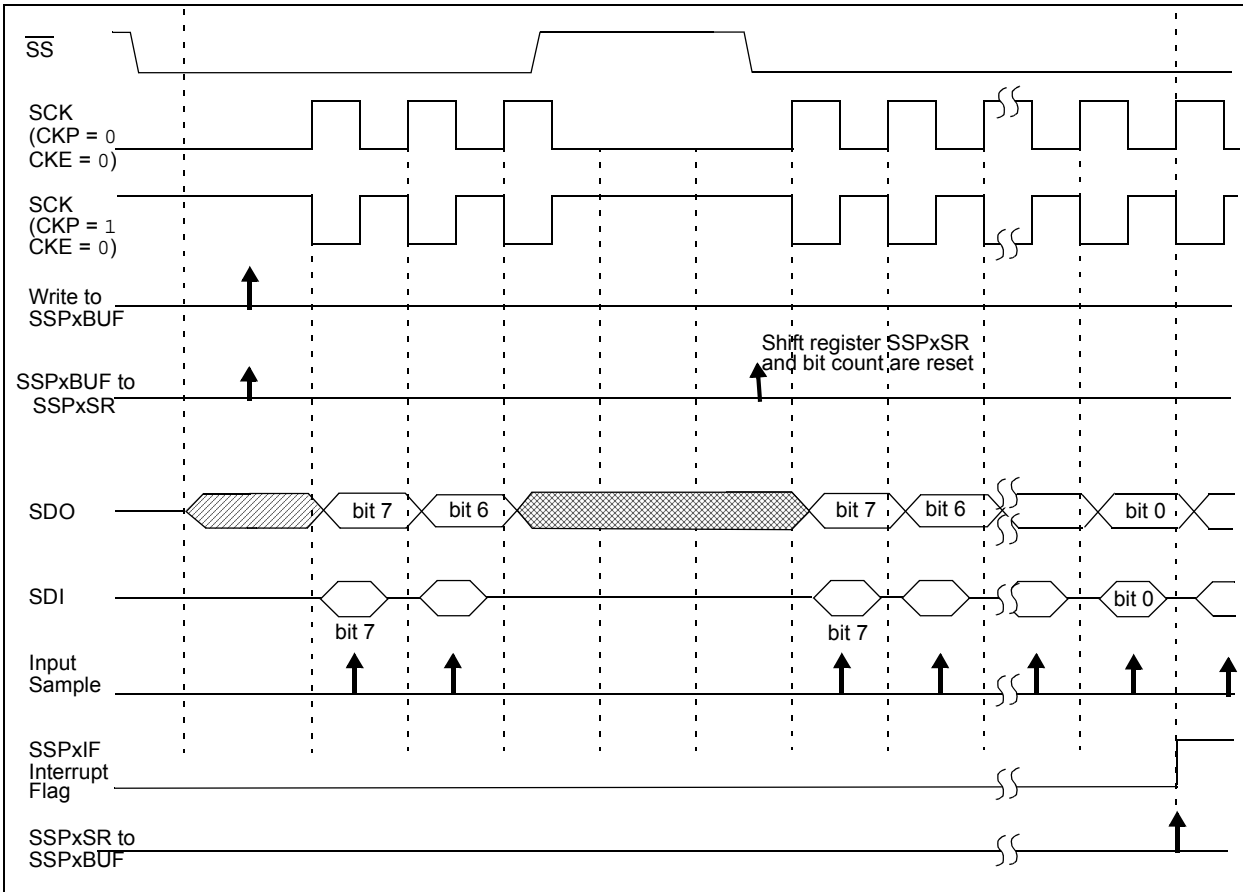 SS
SCK
(CKP = 0
CKE = 0)
SCK
(CKP = 1
CKE = 0)
Write to
SSPxBUF
Shift register SSPxSR
and bit count are reset
SSPxBUF to
SSPxSR
SDO
bit 7
bit 6
bit 7
bit 6
bit 0
SDI
bit 7
bit 7
bit 0
Input
Sample
SSPxIF
Interrupt
Flag
SSPxSR to
SSPxBUF